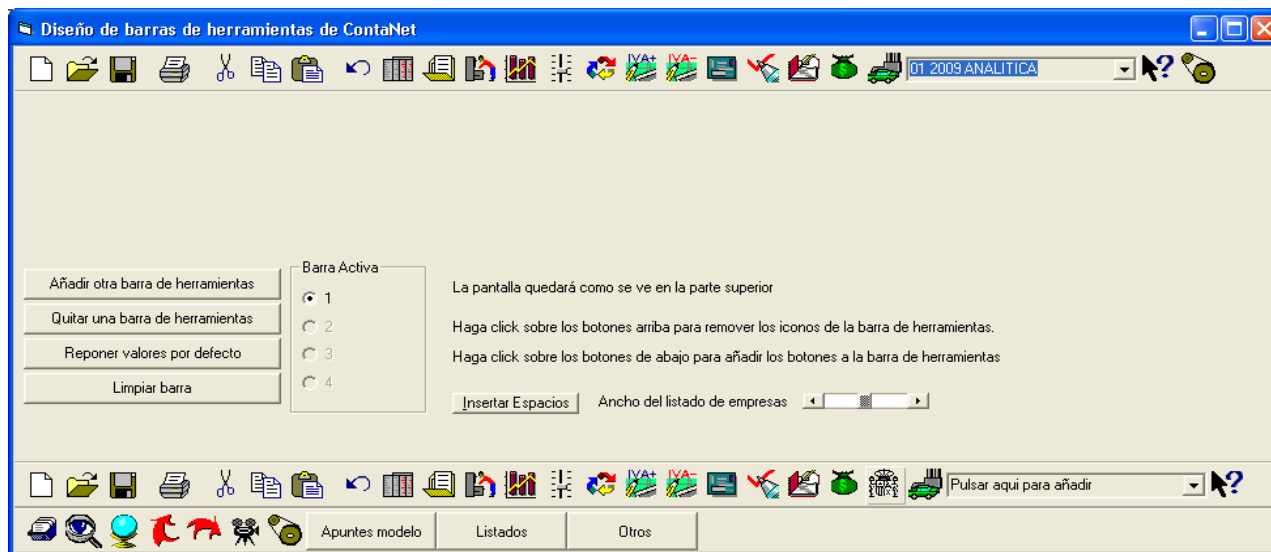 Diseño de barras de herramientas de ContaNet
IVA+ IVA- 01 2009 ANALITICA
Añadir otra barra de herramientas
Quitar una barra de herramientas
Reponer valores por defecto
Limpiar barra
Barra Activa
1
2
3
4
La pantalla quedará como se ve en la parte superior
Haga click sobre los botones arriba para remover los iconos de la barra de herramientas.
Haga click sobre los botones de abajo para añadir los botones a la barra de herramientas
Insertar Espacios Ancho del listado de empresas
IVA+ IVA- Pulsar aqui para añadir
Apuntes modelo Listados Otros